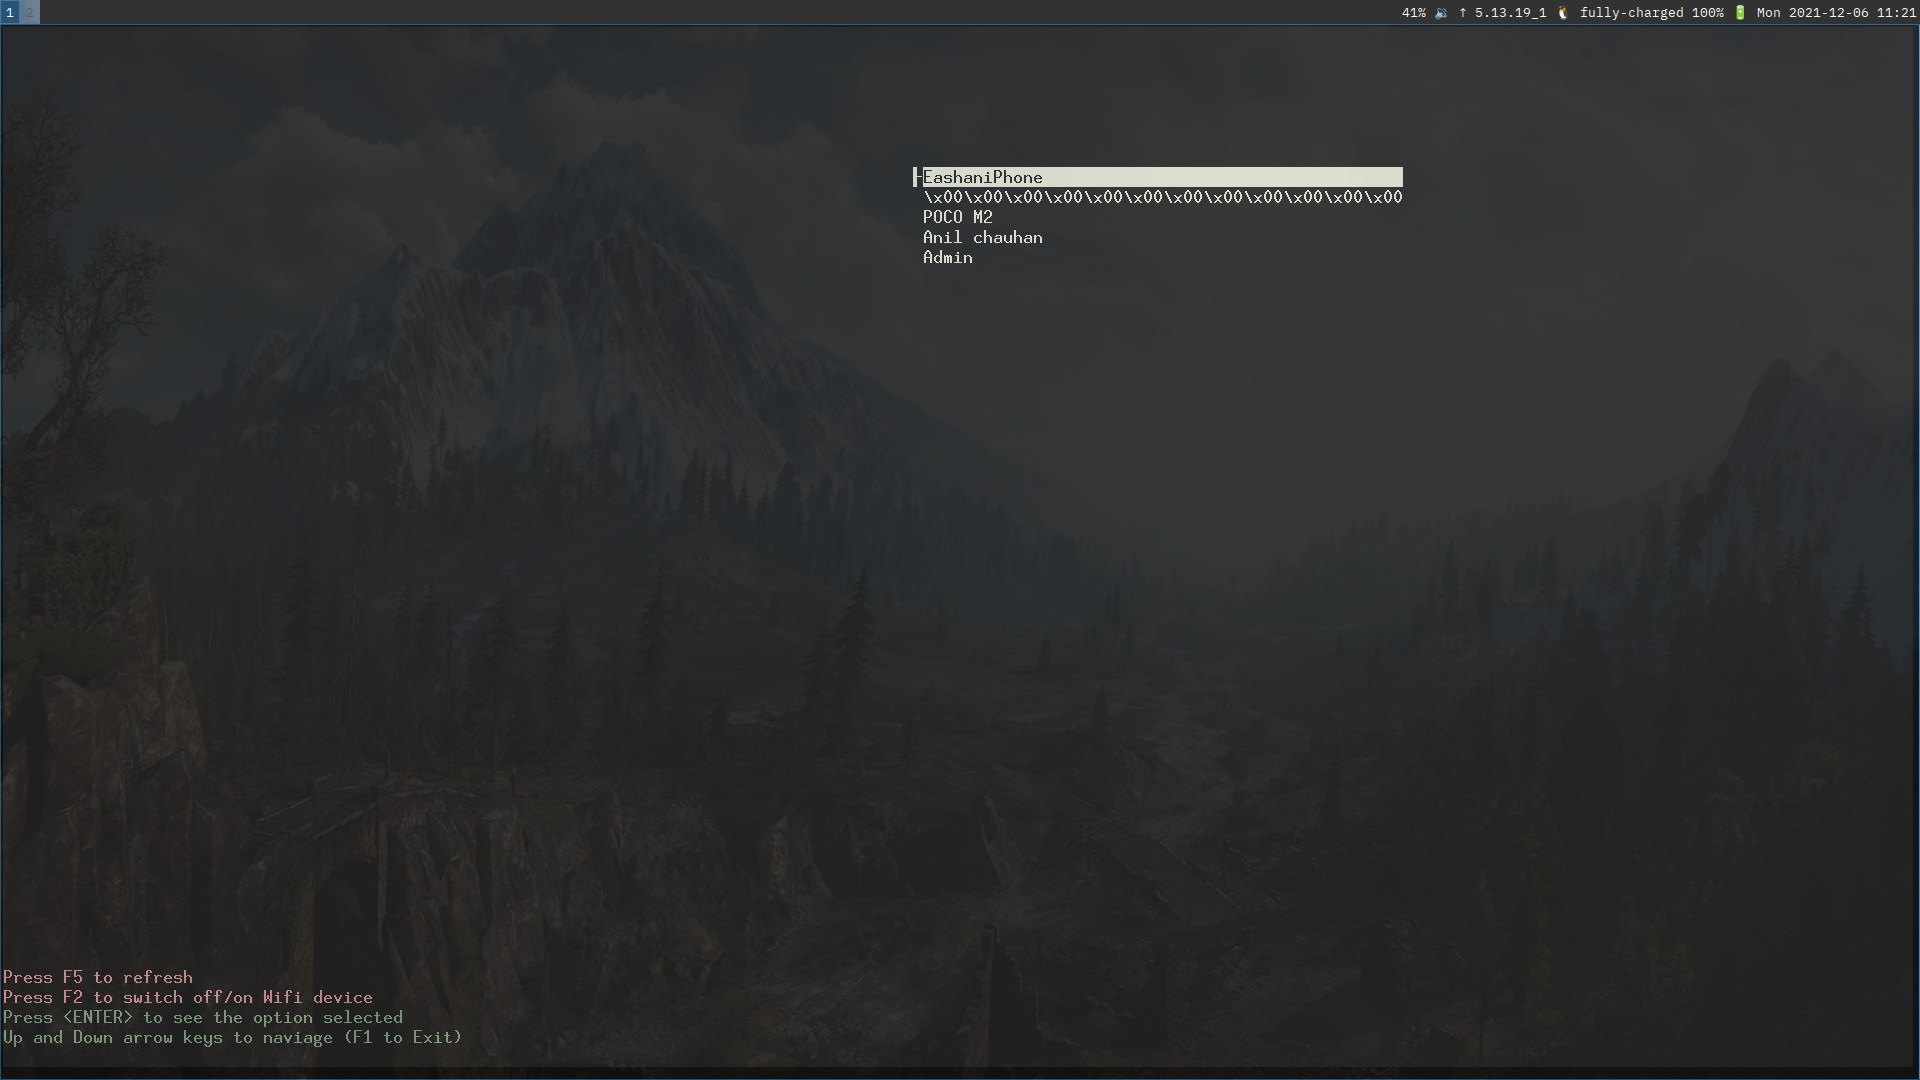 1 2
41% 🔉 ↑ 5.13.19_1 🐧 fully-charged 100% 🔋 Mon 2021-12-06 11:21
-EashaniPhone
\x00\x00\x00\x00\x00\x00\x00\x00\x00\x00\x00\x00
POCO M2
Anil chauhan
Admin
Press F5 to refresh
Press F2 to switch off/on Wifi device
Press <ENTER> to see the option selected
Up and Down arrow keys to naviage (F1 to Exit)